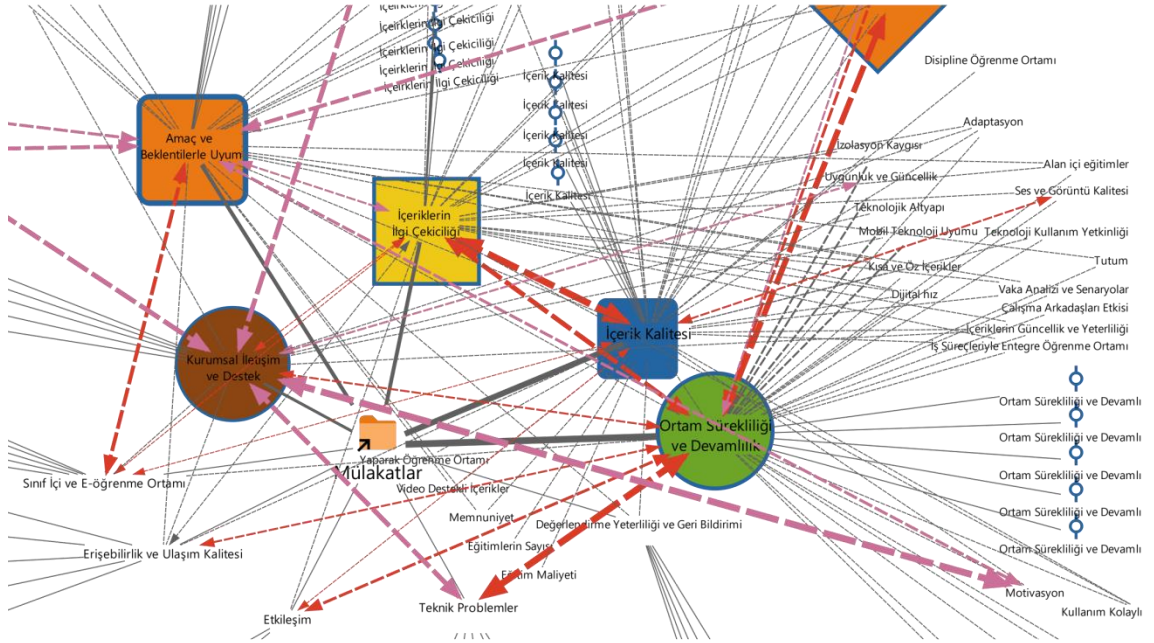 İçeirklerin İlgi Çekiciliği
İçeirklerin İlgi Çekiciliği
İçeirklerin İlgi Çekiciliği
İçeirklerin İlgi Çekiciliği
İçerik Kalitesi
İçerik Kalitesi
İçerik Kalitesi
İçerik Kalitesi
İçerik Kalitesi
Disipline Öğrenme Ortamı
Adaptasyon
İzolasyon Kaygısı
Alan içi eğitimler
Uygunluk ve Güncellik
Ses ve Görüntü Kalitesi
Teknolojik Altyapı
Mobil Teknoloji Uyumu
Teknoloji Kullanım Yetkinliği
Tutum
Kısa ve Öz İçerikler
Vaka Analizi ve Senaryolar
Dijital hız
Çalışma Arkadaşları Etkisi
İçeriklerin Güncellik ve Yeterliliği
İş Süreçleriyle Entegre Öğrenme Ortamı
Amaç ve
Beklentilerle Uyum
İçeriklerin
İlgi Çekiciliği
İçerik Kalitesi
Kurumsal İletişim
ve Destek
Ortam Sürekliliği
ve Devamlılık
Ortam Sürekliliği ve Devamlı
Ortam Sürekliliği ve Devamlı
Ortam Sürekliliği ve Devamlı
Ortam Sürekliliği ve Devamlı
Ortam Sürekliliği ve Devamlı
Yaparak Öğrenme Ortamı
Mülakatlar
Sınıf İçi ve E-öğrenme Ortamı
Video Destekli İçerikler
Memnuniyet
Değerlendirme Yeterliliği ve Geri Bildirimi
Erişebilirlik ve Ulaşım Kalitesi
Eğitimlerin Sayısı
Eğitim Maliyeti
Teknik Problemler
Etkileşim
Motivasyon
Kullanım Kolaylı